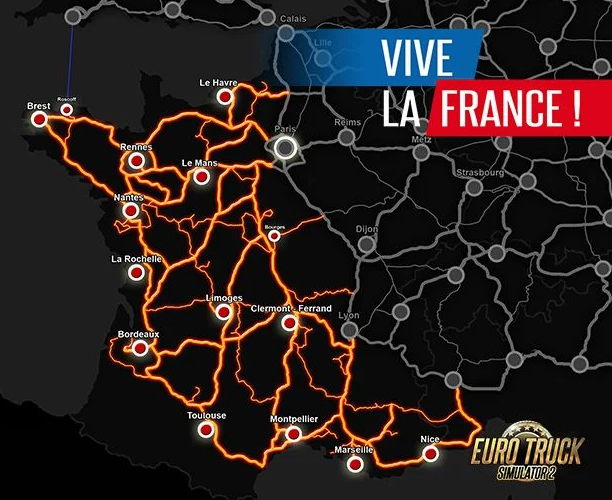 Calais
Lille
VIVE
LA FRANCE !
Le Havre
Roscoff
Brest
Paris
Reims
Metz
Rennes
Le Mans
Strasbourg
Nantes
Bourges
Dijon
La Rochelle
Limoges
Clermont - Ferrand
Lyon
Bordeaux
Toulouse
Montpellier
Nice
Marseille
EURO TRUCK
SIMULATOR 2